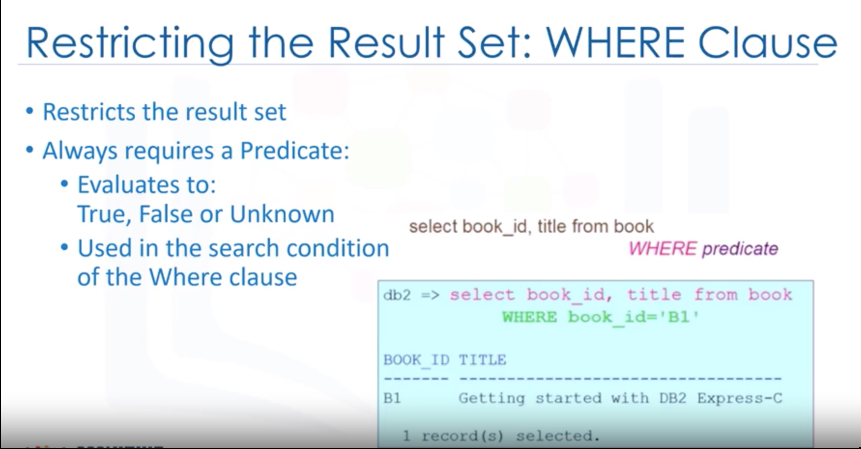 Restricting the Result Set: WHERE Clause
• Restricts the result set
• Always requires a Predicate:
• Evaluates to:
True, False or Unknown
• Used in the search condition
of the Where clause
select book_id, title from book
WHERE predicate
db2 => select book_id, title from book
WHERE book_id='B1'
BOOK_ID TITLE
------- ----------------------------------
B1 Getting started with DB2 Express-C
1 record(s) selected.